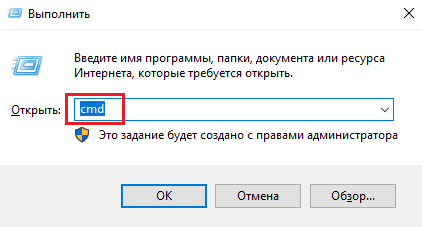 Выполнить
Введите имя программы, папки, документа или ресурса
Интернета, которые требуется открыть.
Открыть: cmd
Это задание будет создано с правами администратора
ОК Отмена Обзор...